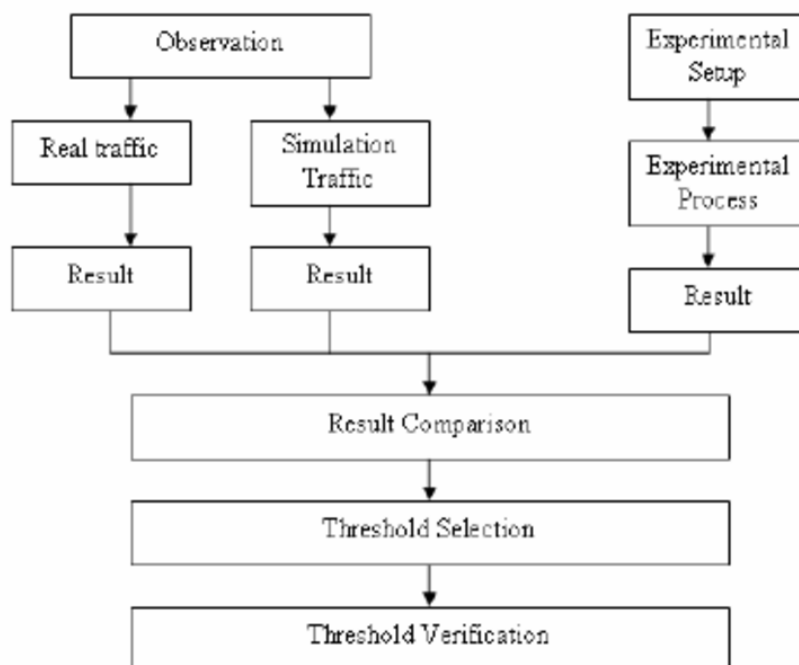 Observation
Experimental
Setup
Real traffic
Simulation
Traffic
Experimental
Process
Result
Result
Result
Result Comparison
Threshold Selection
Threshold Verification